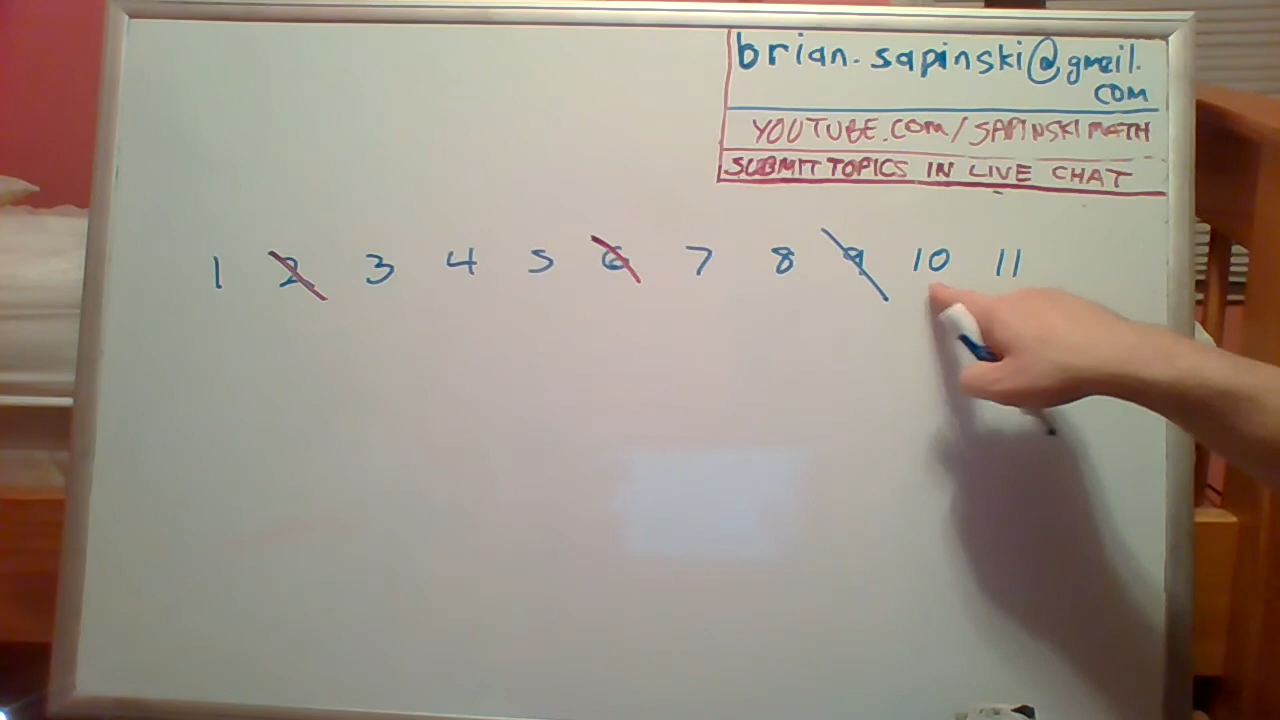 brian.sapinski@gmail.
com
YOUTUBE.COM/SAPINSKIMATH
SUBMIT TOPICS IN LIVE CHAT
1 2 3 4 5 6 7 8 9 10 11